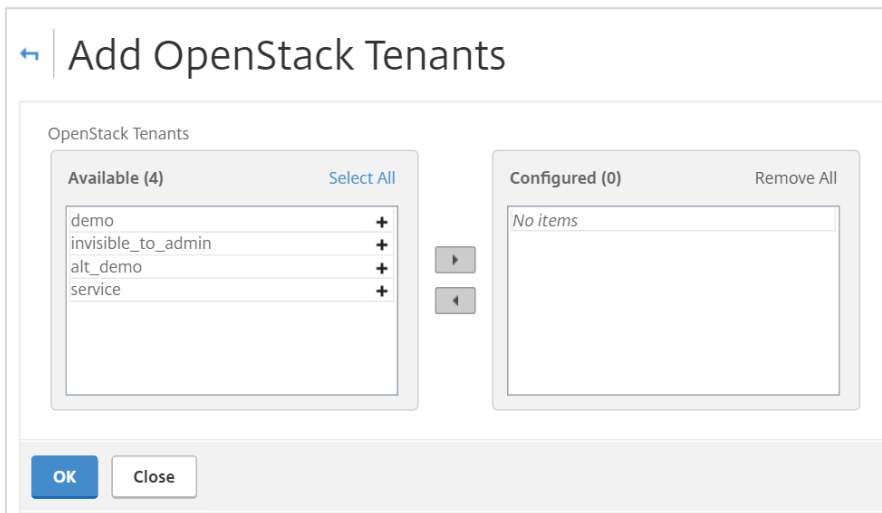 Add OpenStack Tenants
OpenStack Tenants
Available (4) Select All
demo
invisible_to_admin
alt_demo
service
Configured (0) Remove All
No items
OK Close